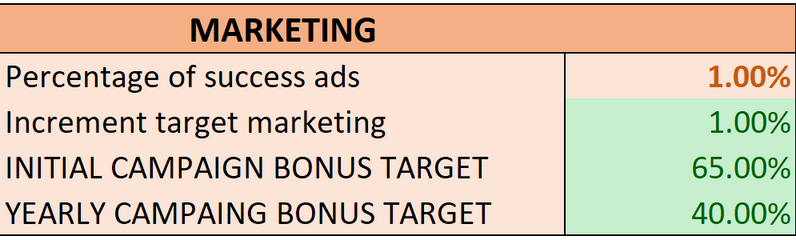 MARKETING
Percentage of success ads 1.00%
Increment target marketing 1.00%
INITIAL CAMPAIGN BONUS TARGET 65.00%
YEARLY CAMPAING BONUS TARGET 40.00%